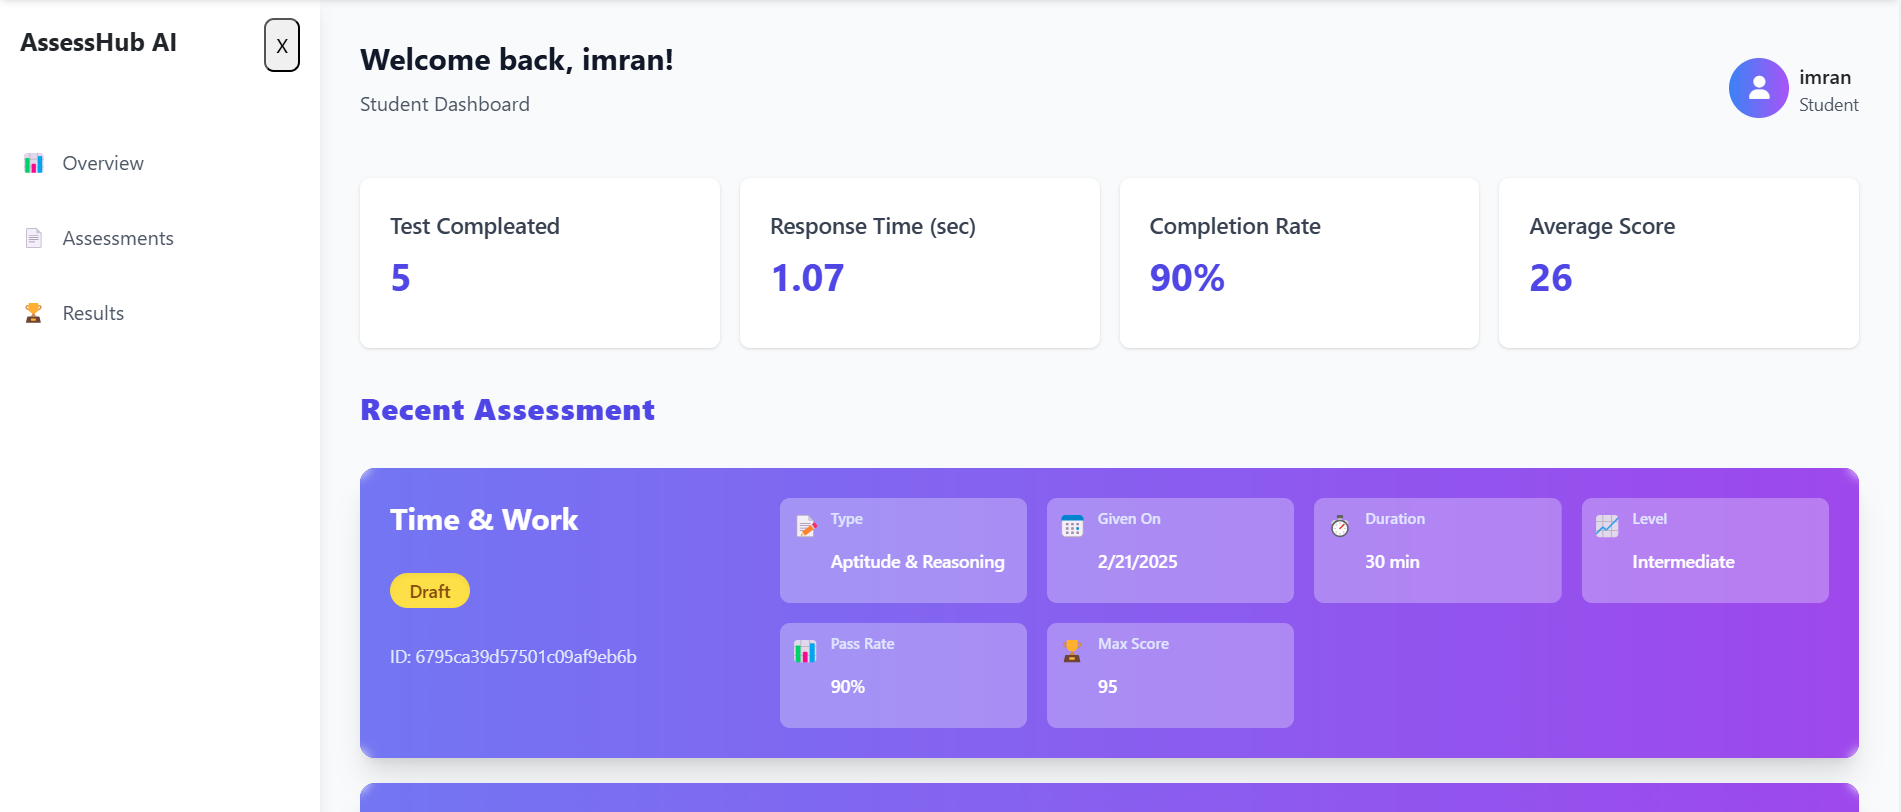 AssessHub AI
X
Overview
Assessments
Results
Welcome back, imran!
Student Dashboard
imran
Student
Test Compleated
5
Response Time (sec)
1.07
Completion Rate
90%
Average Score
26
Recent Assessment
Time & Work
Draft
ID: 6795ca39d57501c09af9eb6b
Type
Aptitude & Reasoning
Given On
2/21/2025
Duration
30 min
Level
Intermediate
Pass Rate
90%
Max Score
95